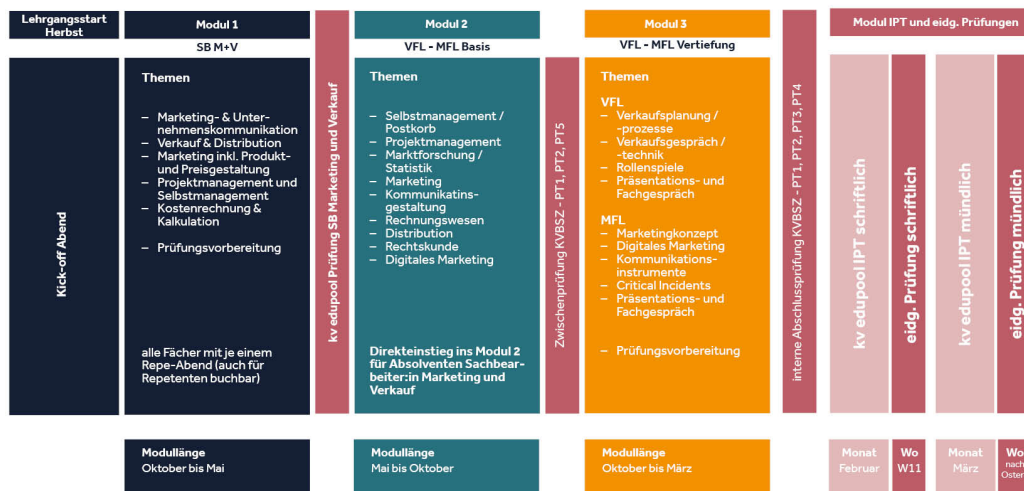 Lehrgangsstart
Herbst
Kick-off Abend
Modul 1
SB M+V
Themen
– Marketing- & Unter-
nehmenskommunikation
– Verkauf & Distribution
– Marketing inkl. Produkt-
und Preisgestaltung
– Projektmanagement und
Selbstmanagement
– Kostenrechnung &
Kalkulation
– Prüfungsvorbereitung
alle Fächer mit je einem
Repe-Abend (auch für
Repetenten buchbar)
Modullänge
Oktober bis Mai
kv edupool Prüfung SB Marketing und Verkauf
Modul 2
VFL - MFL Basis
Themen
– Selbstmanagement /
Postkorb
– Projektmanagement
– Marktforschung /
Statistik
– Marketing
– Kommunikatins-
gestaltung
– Rechnungswesen
– Distribution
– Rechtskunde
– Digitales Marketing
Direkteinstieg ins Modul 2
für Absolventen Sachbear-
beiter:in Marketing und
Verkauf
Modullänge
Mai bis Oktober
Zwischenprüfung KVBSZ - PT1, PT2, PT5
Modul 3
VFL - MFL Vertiefung
Themen
VFL
– Verkaufsplanung /
-prozesse
– Verkaufsgespräch /
-technik
– Rollenspiele
– Präsentations- und
Fachgespräch
MFL
– Marketingkonzept
– Digitales Marketing
– Kommunikations-
instrumente
– Critical Incidents
– Präsentations- und
Fachgespräch
– Prüfungsvorbereitung
Modullänge
Oktober bis März
interne Abschlussprüfung KVBSZ - PT1, PT2, PT3, PT4
Modul IPT und eidg. Prüfungen
kv edupool IPT schriftlich
eidg. Prüfung schriftlich
kv edupool IPT mündlich
eidg. Prüfung mündlich
Monat
Februar
Wo
W11
Monat
März